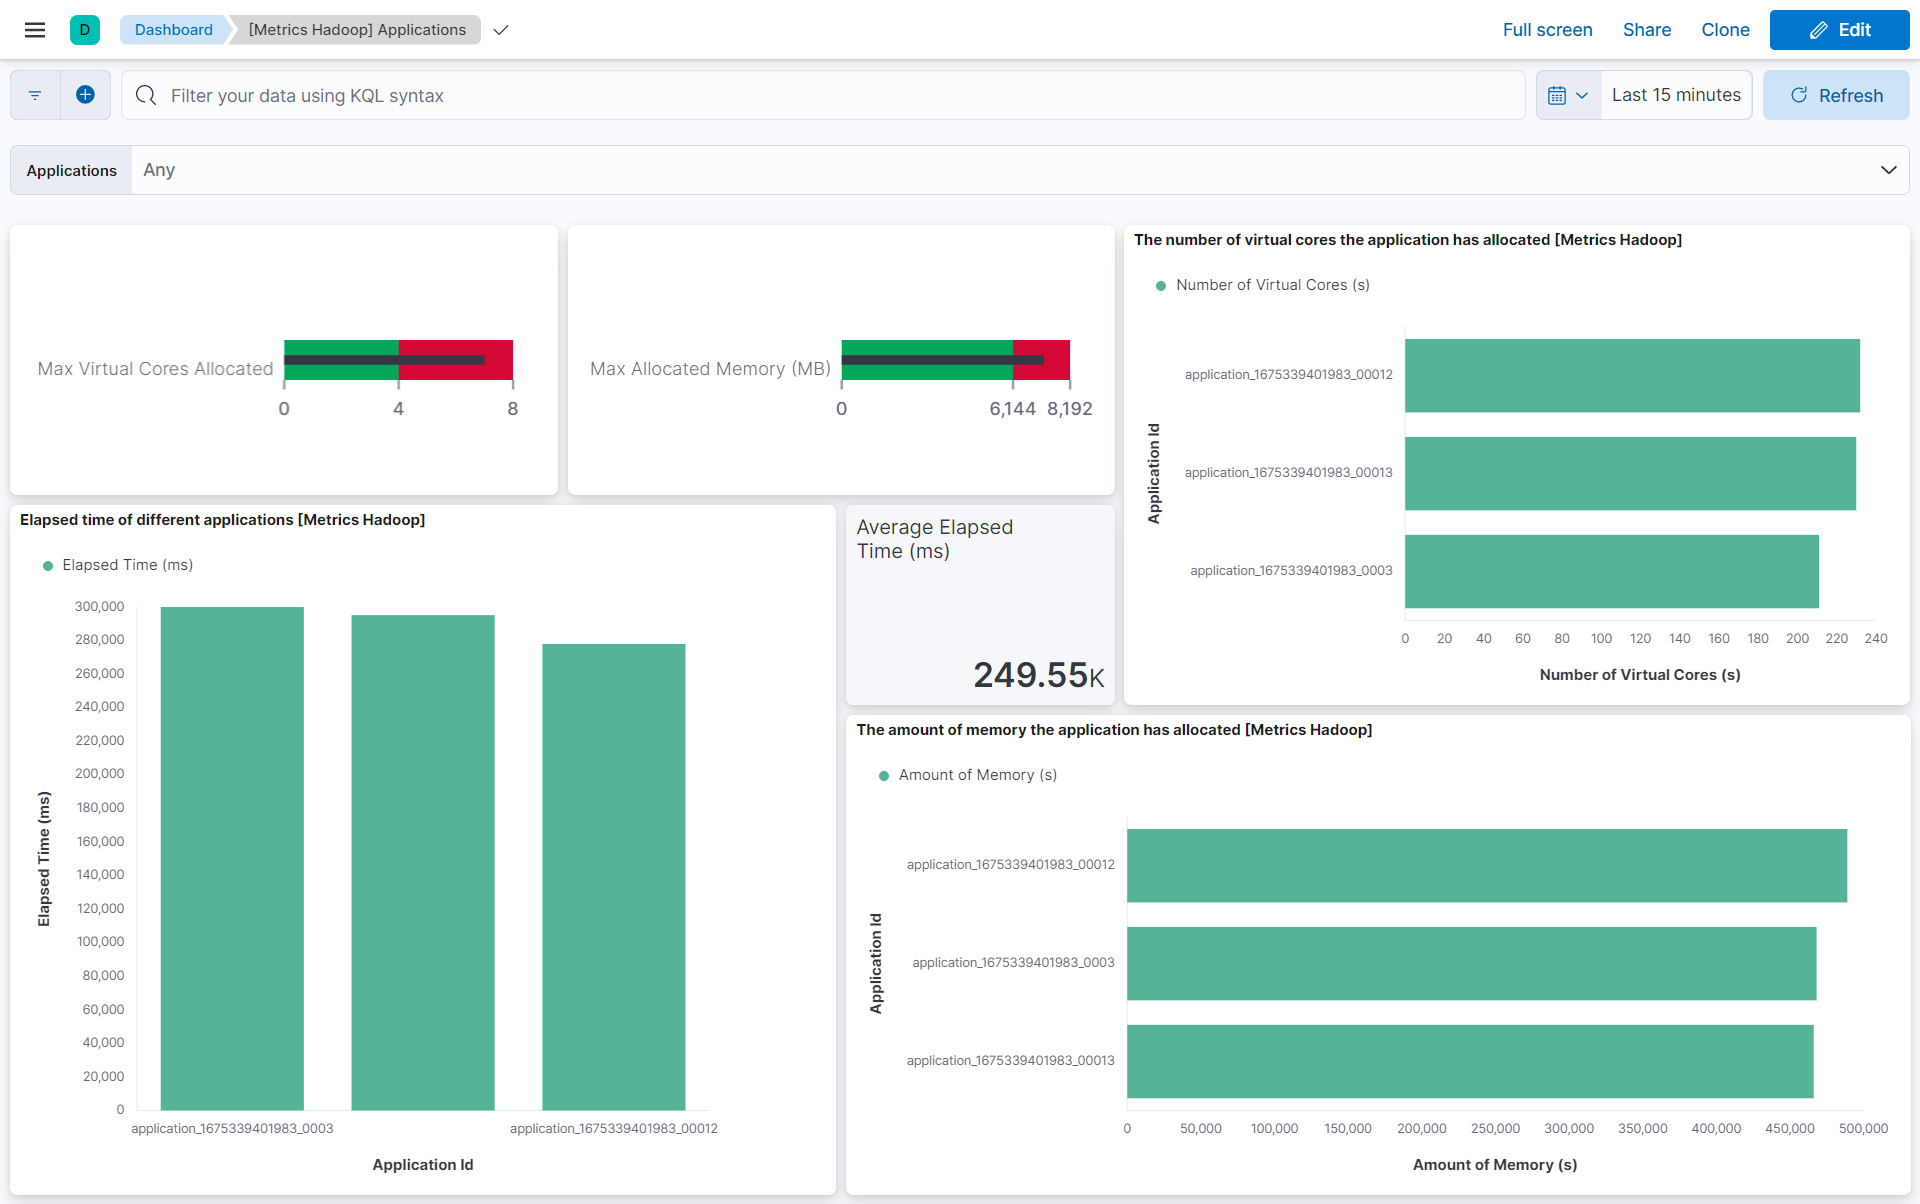 D
Dashboard
[Metrics Hadoop] Applications
Full screen
Share
Clone
Edit
Filter your data using KQL syntax
Last 15 minutes
Refresh
Applications
Any
Max Virtual Cores Allocated
0 4 8
Max Allocated Memory (MB)
0 6,144 8,192
The number of virtual cores the application has allocated [Metrics Hadoop]
Number of Virtual Cores (s)
Application Id
application_1675339401983_00012
application_1675339401983_00013
application_1675339401983_0003
0 20 40 60 80 100 120 140 160 180 200 220 240
Number of Virtual Cores (s)
Elapsed time of different applications [Metrics Hadoop]
Elapsed Time (ms)
Elapsed Time (ms)
300,000
280,000
260,000
240,000
220,000
200,000
180,000
160,000
140,000
120,000
100,000
80,000
60,000
40,000
20,000
0
application_1675339401983_0003
application_1675339401983_00012
Application Id
Average Elapsed
Time (ms)
249.55K
The amount of memory the application has allocated [Metrics Hadoop]
Amount of Memory (s)
Application Id
application_1675339401983_00012
application_1675339401983_0003
application_1675339401983_00013
0 50,000 100,000 150,000 200,000 250,000 300,000 350,000 400,000 450,000 500,000
Amount of Memory (s)